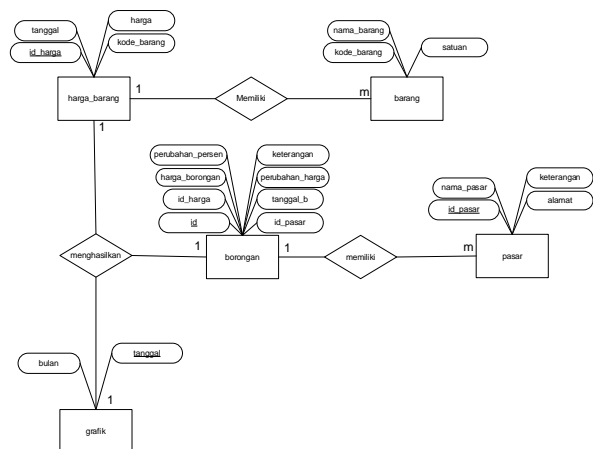 harga
tanggal
kode_barang
id_harga
nama_barang
satuan
kode_barang
harga_barang
1
Memiliki
m
barang
1
perubahan_persen
keterangan
harga_borongan
perubahan_harga
id_harga
tanggal_b
id
id_pasar
keterangan
nama_pasar
alamat
id_pasar
menghasilkan
1
borongan
1
memiliki
m
pasar
bulan
tanggal
1
grafik